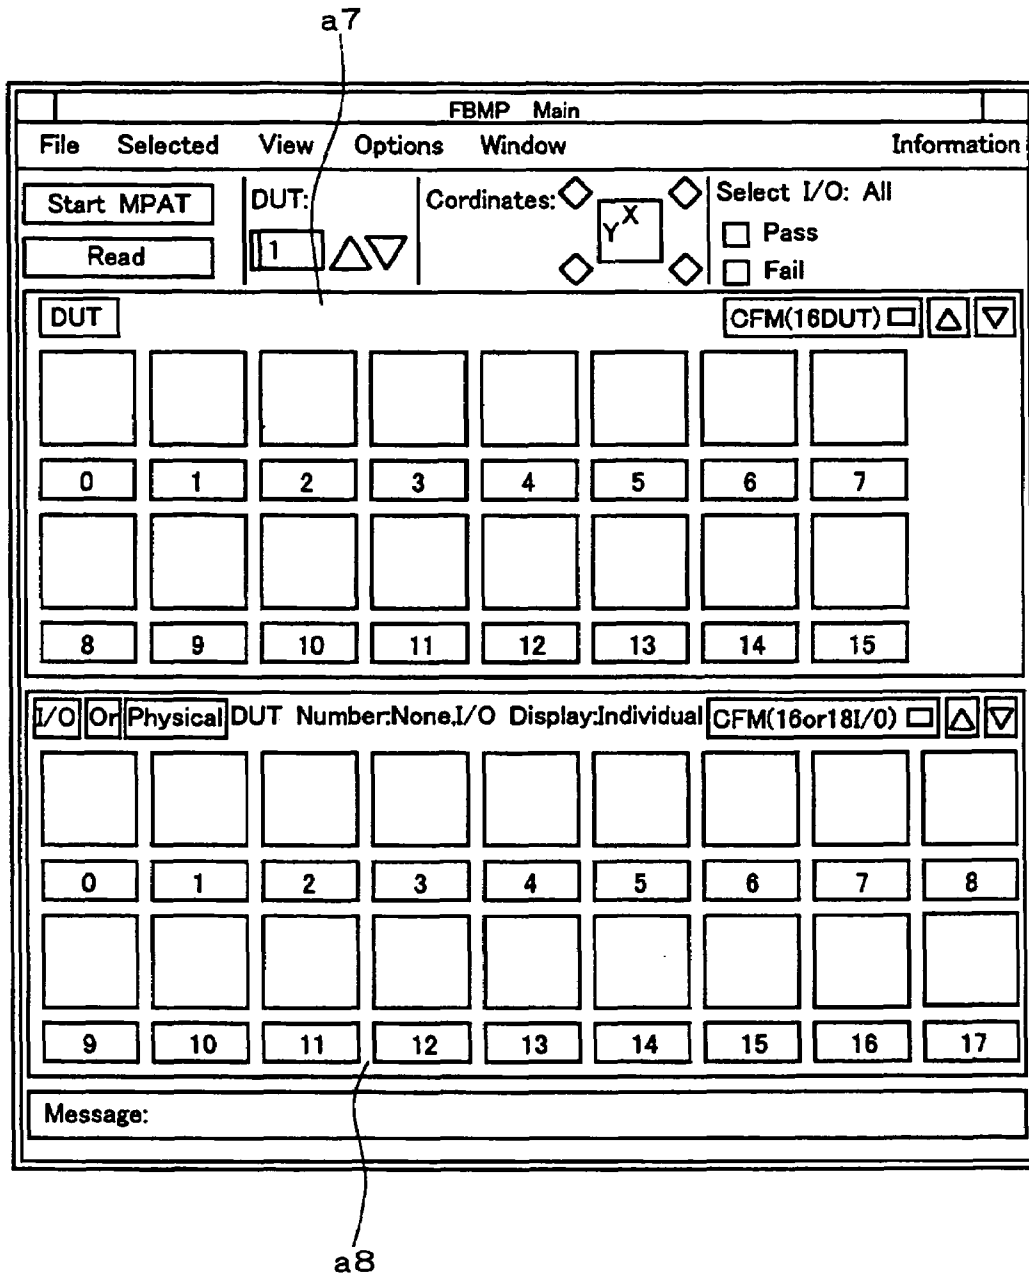 a7
FBMP Main
File Selected View Options Window Information
Start MPAT DUT: Cordinates: X Select I/O: All
Y
Pass
Read 1 Fail
DUT CFM(16DUT)
0 1 2 3 4 5 6 7
8 9 10 11 12 13 14 15
I/O Or Physical DUT Number:None,I/O Display:Individual CFM(16or18I/0)
0 1 2 3 4 5 6 7 8
9 10 11 12 13 14 15 16 17
Message:
a8